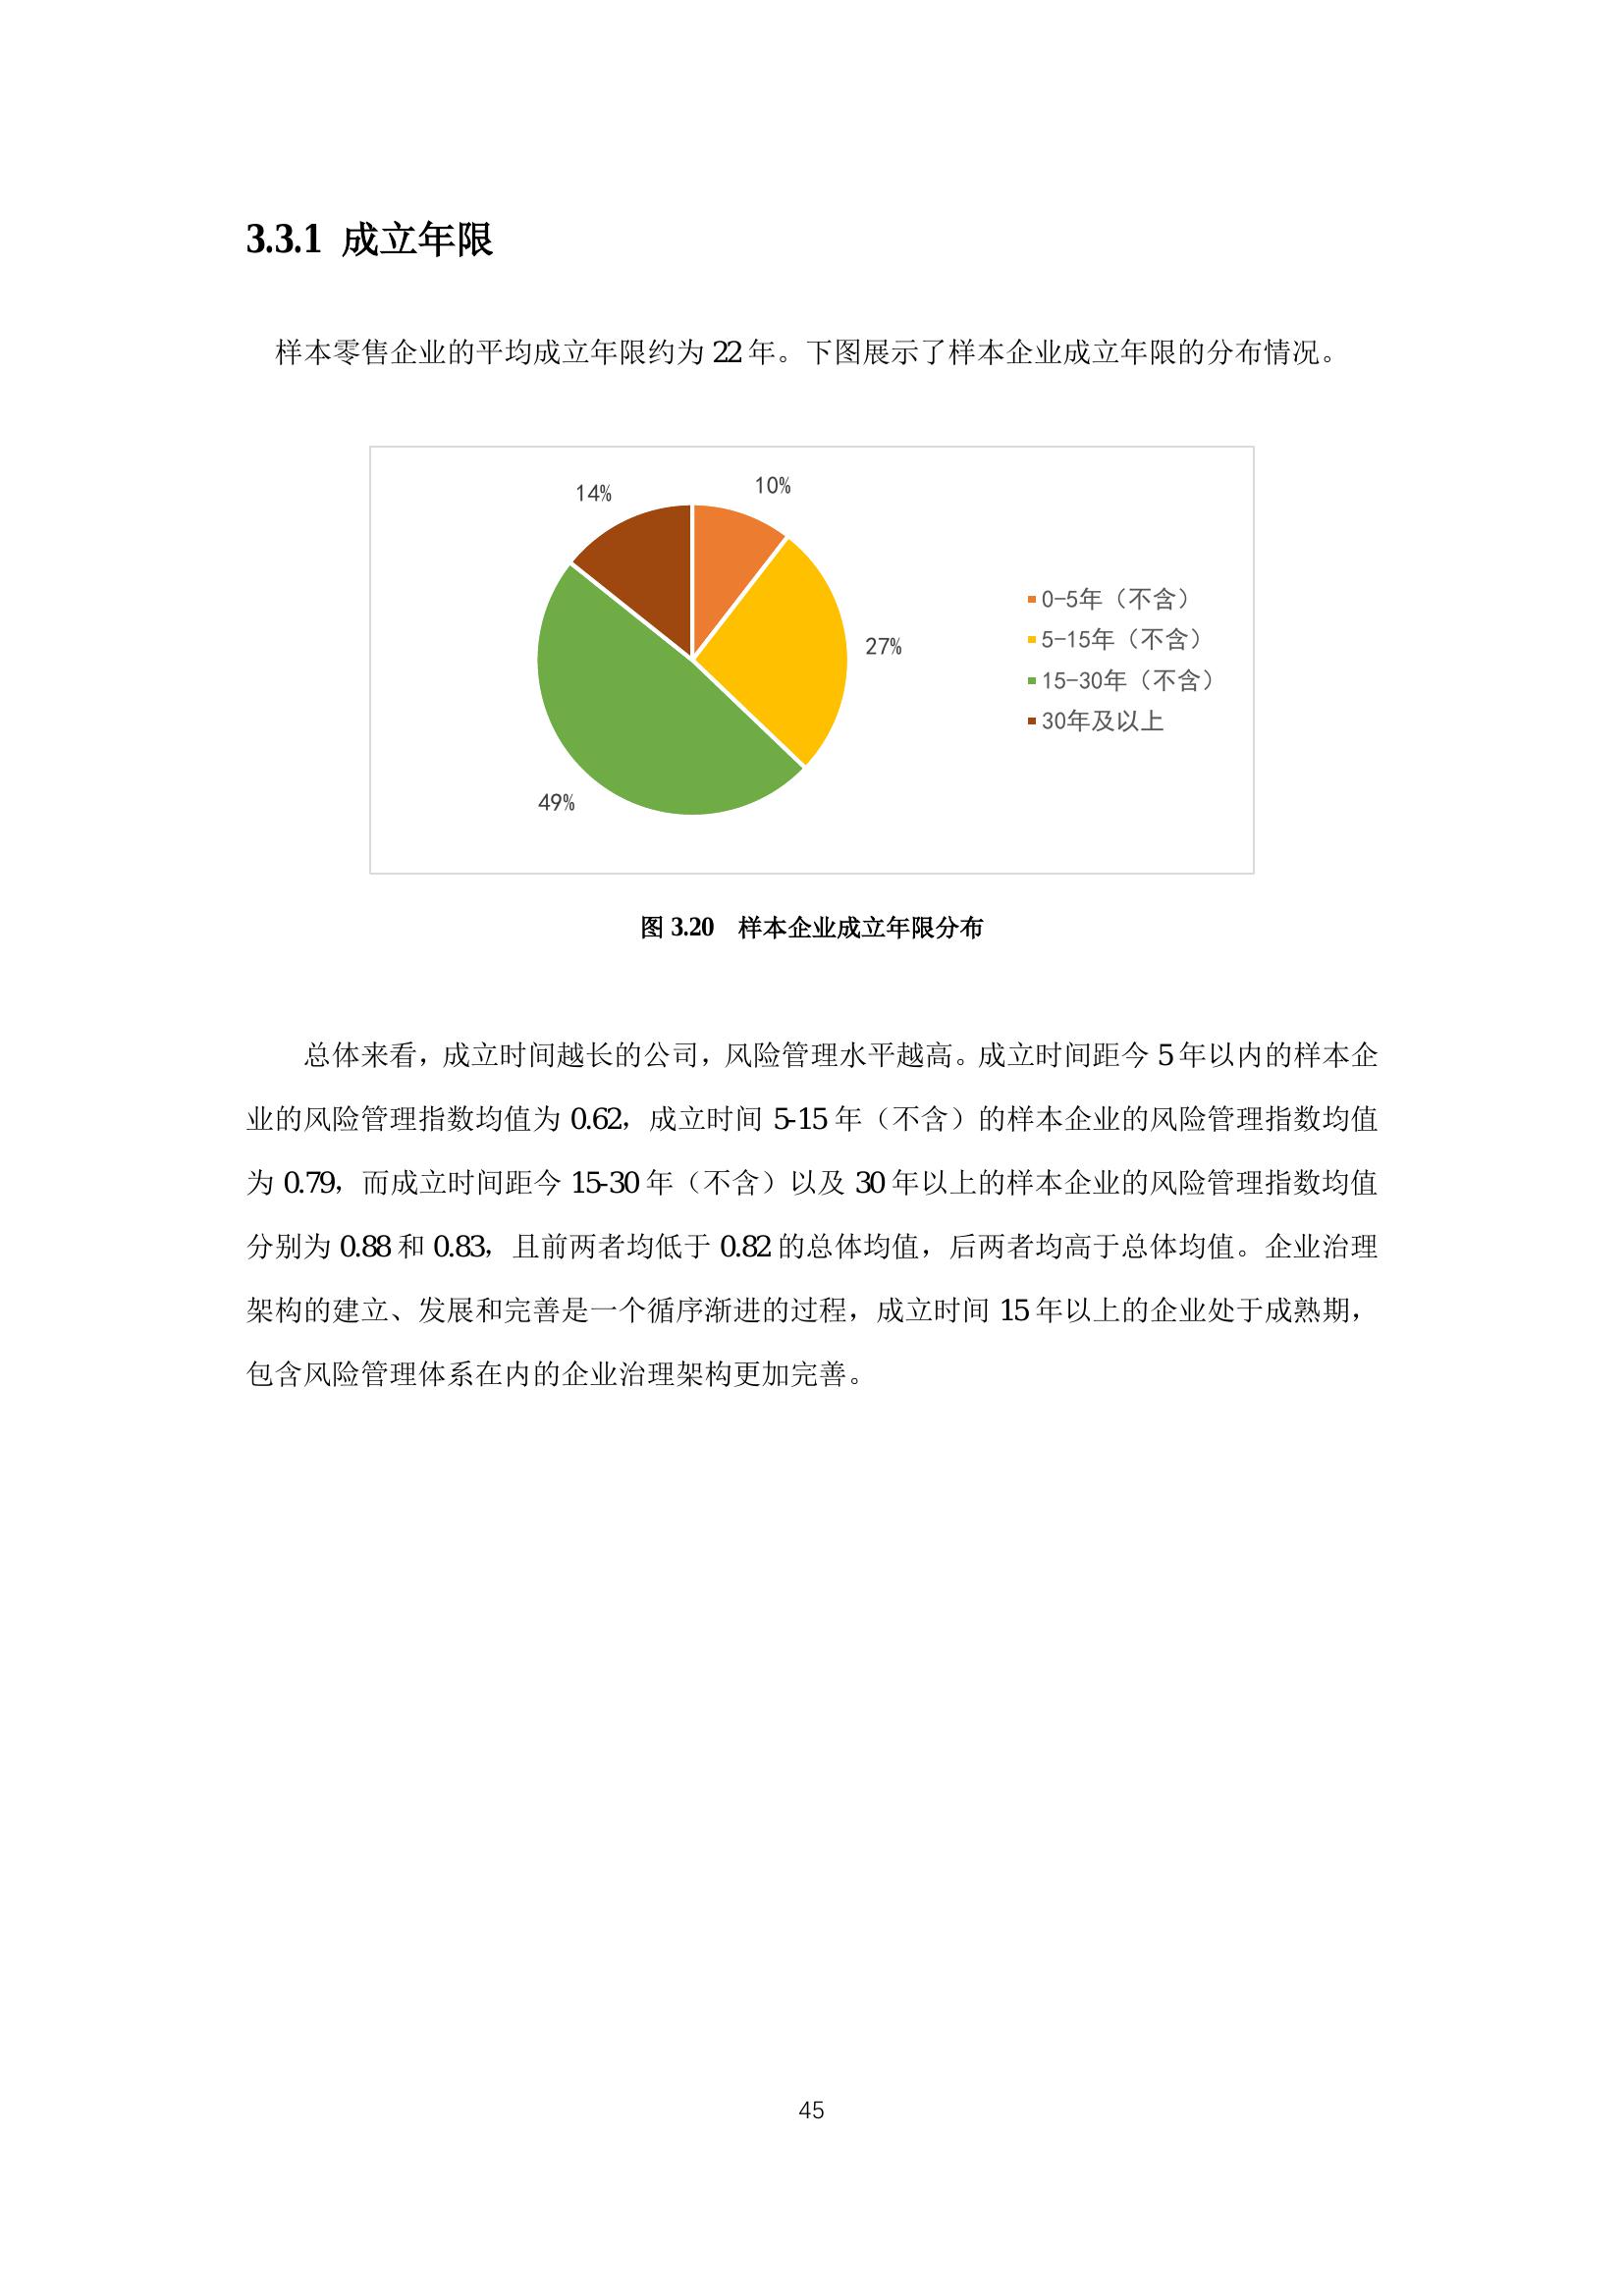 3.3.1 成立年限
样本零售企业的平均成立年限约为 22 年。下图展示了样本企业成立年限的分布情况。
14%
10%
27%
49%
0-5年（不含）
5-15年（不含）
15-30年（不含）
30年及以上
图 3.20 样本企业成立年限分布
总体来看，成立时间越长的公司，风险管理水平越高。成立时间距今 5 年以内的样本企
业的风险管理指数均值为 0.62，成立时间 5-15 年（不含）的样本企业的风险管理指数均值
为 0.79，而成立时间距今 15-30 年（不含）以及 30 年以上的样本企业的风险管理指数均值
分别为 0.88 和 0.83，且前两者均低于 0.82 的总体均值，后两者均高于总体均值。企业治理
架构的建立、发展和完善是一个循序渐进的过程，成立时间 15 年以上的企业处于成熟期，
包含风险管理体系在内的企业治理架构更加完善。
45